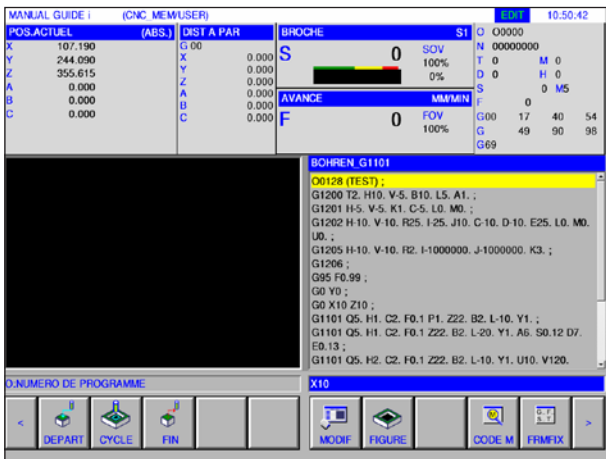 MANUAL GUIDE i (CNC_MEM/USER) EDIT 10:50:42
POS.ACTUEL (ABS.)
X 107.190
Y 244.090
Z 355.615
A 0.000
B 0.000
C 0.000
DIST A PAR
G 00
X 0.000
Y 0.000
Z 0.000
A 0.000
B 0.000
C 0.000
BROCHE S1
S 0 SOV
100%
0%
AVANCE MM/MIN
F 0 FOV
100%
O O0000
N 00000000
T 0 M 0
D 0 H 0
S 0 M5
F 0
G00 17 40 54
G 49 90 98
G69
BOHREN_G1101
O0128 (TEST) ;
G1200 T2. H10. V-5. B10. L5. A1. ;
G1201 H-5. V-5. K1. C-5. L0. M0. ;
G1202 H-10. V-10. R25. I-25. J10. C-10. D-10. E25. L0. M0.
U0. ;
G1205 H-10. V-10. R2. I-1000000. J-1000000. K3. ;
G1206 ;
G95 F0.99 ;
G0 Y0 ;
G0 X10 Z10 ;
G1101 Q5. H1. C2. F0.1 P1. Z22. B2. L-10. Y1. ;
G1101 Q5. H1. C2. F0.1 Z22. B2. L-20. Y1. A6. S0.12 D7.
E0.13 ;
G1101 Q5. H2. C2. F0.1 Z22. B2. L-10. Y1. U10. V120.
O:NUMERO DE PROGRAMME
X10
< DEPART CYCLE FIN MODIF FIGURE CODE M FRMFIX >